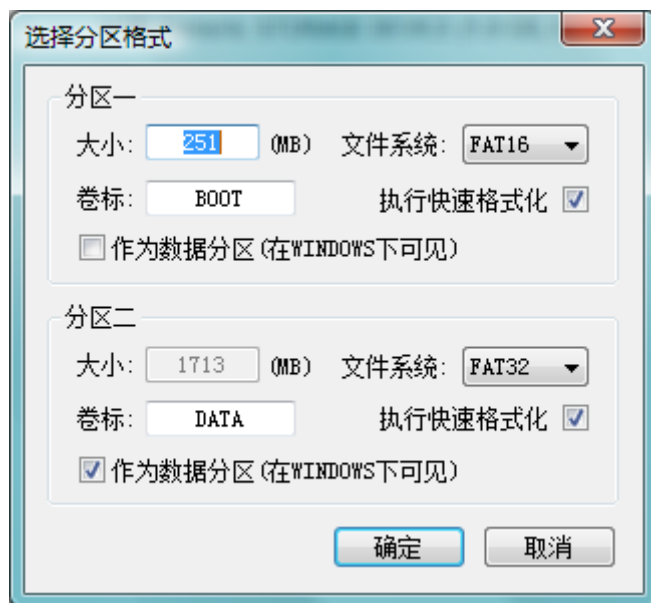 选择分区格式
分区一
大小: 251 (MB) 文件系统: FAT16
卷标: BOOT 执行快速格式化
作为数据分区(在WINDOWS下可见)
分区二
大小: 1713 (MB) 文件系统: FAT32
卷标: DATA 执行快速格式化
作为数据分区(在WINDOWS下可见)
确定 取消